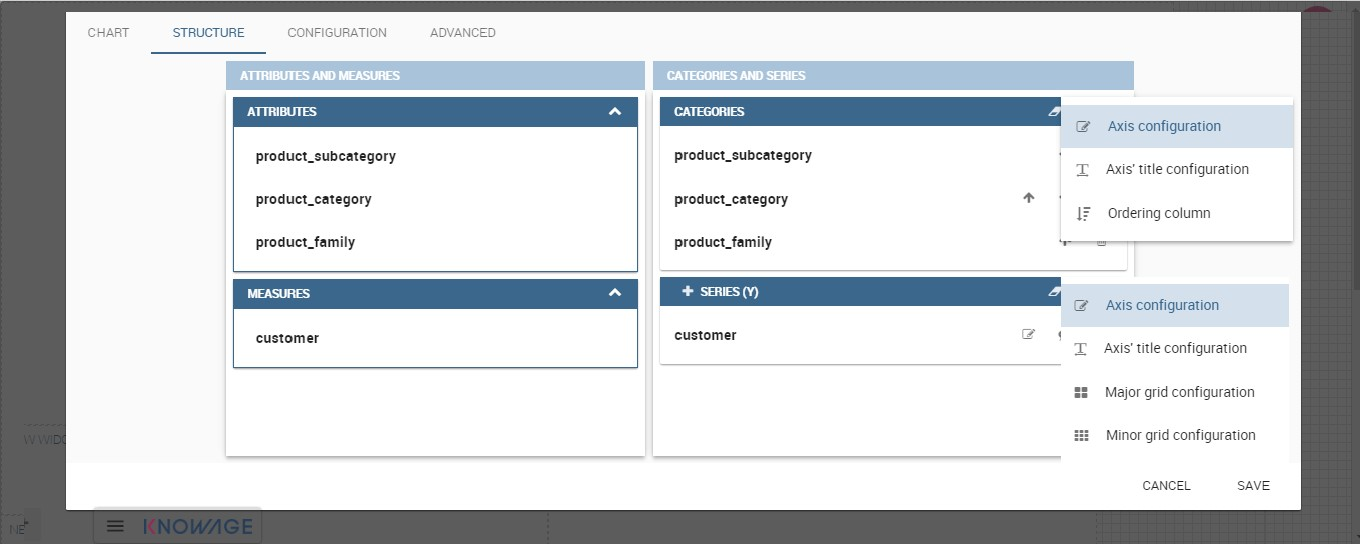 CHART STRUCTURE CONFIGURATION ADVANCED
ATTRIBUTES AND MEASURES
ATTRIBUTES
product_subcategory
product_category
product_family
MEASURES
customer
CATEGORIES AND SERIES
CATEGORIES
product_subcategory
product_category
product_family
SERIES (Y)
customer
Axis configuration
Axis' title configuration
Ordering column
Axis configuration
Axis' title configuration
Major grid configuration
Minor grid configuration
CANCEL SAVE
KNOWAGE